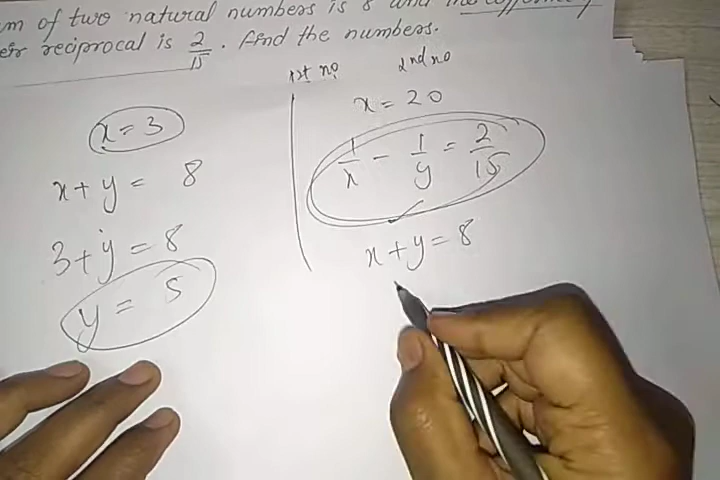 m of two natural numbers is 8 and the
eir reciprocal is 2/15. find the numbers.
x = 3
x + y = 8
3 + y = 8
y = 5
1st no 2nd no
x = 20
1/x - 1/y = 2/15
x + y = 8